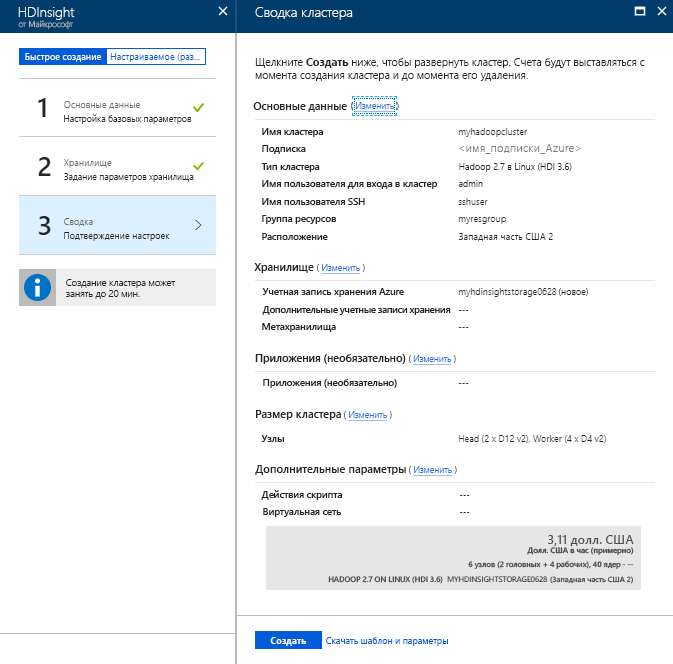 HDInsight
от Майкрософт
Быстрое создание
Настраиваемое (раз...
1
Основные данные
Настройка базовых параметров
2
Хранилище
Задание параметров хранилища
3
Сводка
Подтверждение настроек
Создание кластера может
занять до 20 мин.
Сводка кластера
Щелкните Создать ниже, чтобы развернуть кластер. Счета будут выставляться с
момента создания кластера и до момента его удаления.
Основные данные (Изменить)
Имя кластера myhadoopcluster
Подписка <имя_подписки_Azure>
Тип кластера Hadoop 2.7 в Linux (HDI 3.6)
Имя пользователя для входа в кластер admin
Имя пользователя SSH sshuser
Группа ресурсов myresgroup
Расположение Западная часть США 2
Хранилище ( Изменить )
Учетная запись хранения Azure myhdinsightstorage0628 (новое)
Дополнительные учетные записи хранения ---
Метахранилища ---
Приложения (необязательно) ( Изменить )
Приложения (необязательно) ---
Размер кластера ( Изменить )
Узлы Head (2 x D12 v2), Worker (4 x D4 v2)
Дополнительные параметры ( Изменить )
Действия скрипта ---
Виртуальная сеть ---
3,11 долл. США
Долл. США в час (примерно)
6 узлов (2 головных + 4 рабочих), 40 ядер - --
HADOOP 2.7 ON LINUX (HDI 3.6) MYHDINSIGHTSTORAGE0628 (Западная часть США 2)
Создать
Скачать шаблон и параметры